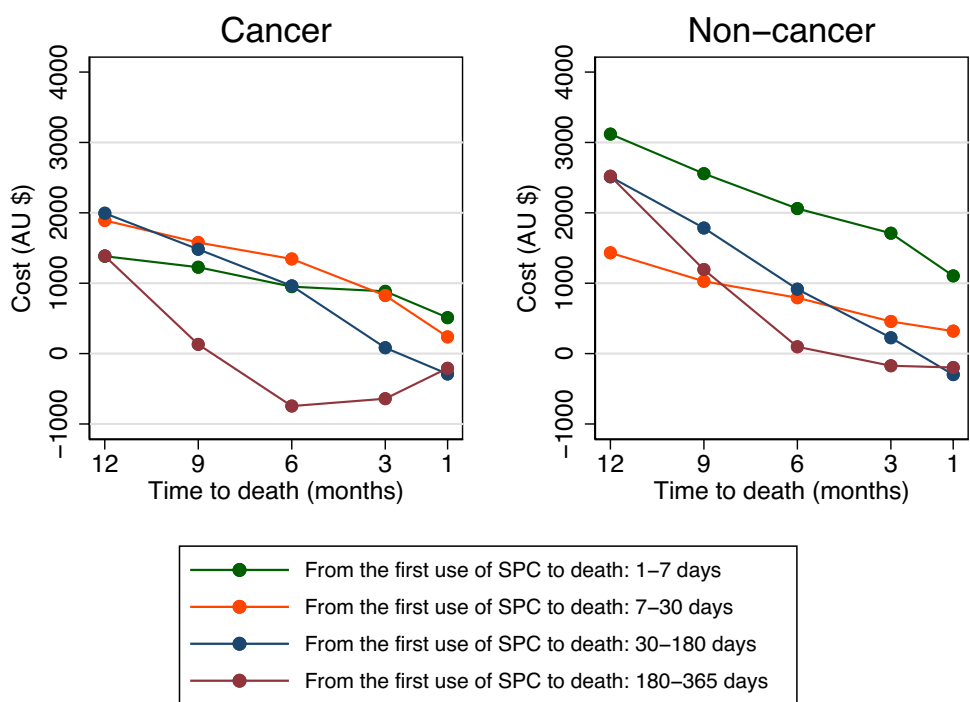 Cancer
Non−cancer
4000
3000
2000
1000
0
−1000
Cost (AU $)
12 9 6 3 1
Time to death (months)
4000
3000
2000
1000
0
−1000
Cost (AU $)
12 9 6 3 1
Time to death (months)
From the first use of SPC to death: 1−7 days
From the first use of SPC to death: 7−30 days
From the first use of SPC to death: 30−180 days
From the first use of SPC to death: 180−365 days